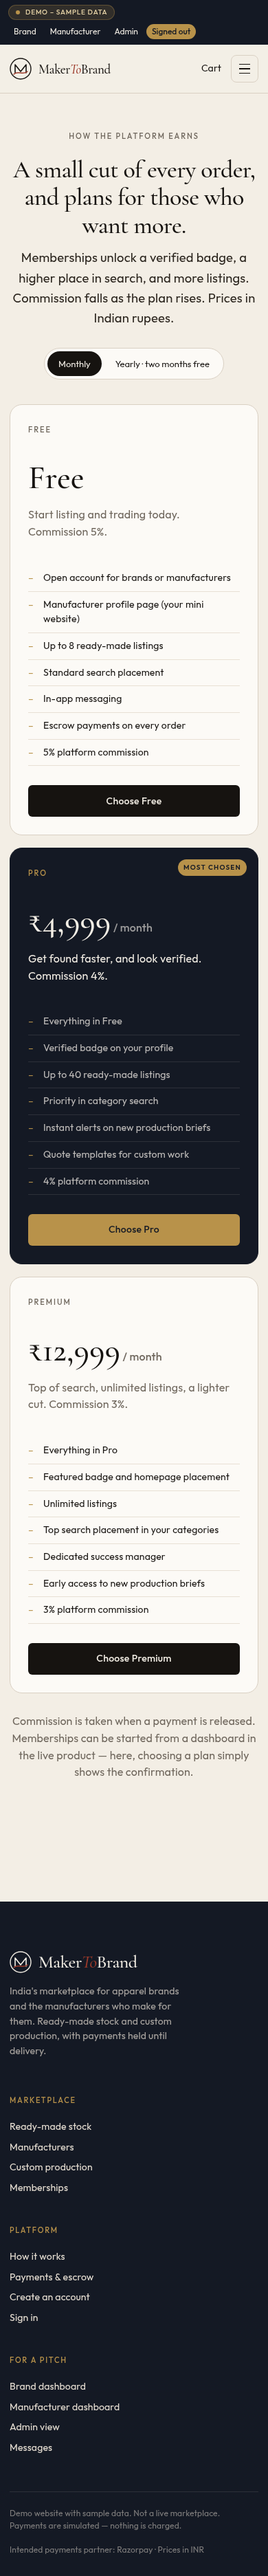 DEMO – SAMPLE DATA
Brand Manufacturer Admin Signed out
MakerToBrand Cart
HOW THE PLATFORM EARNS
A small cut of every order,
and plans for those who
want more.
Memberships unlock a verified badge, a
higher place in search, and more listings.
Commission falls as the plan rises. Prices in
Indian rupees.
Monthly Yearly · two months free
FREE
Free
Start listing and trading today.
Commission 5%.
– Open account for brands or manufacturers
– Manufacturer profile page (your mini
website)
– Up to 8 ready-made listings
– Standard search placement
– In-app messaging
– Escrow payments on every order
– 5% platform commission
Choose Free
MOST CHOSEN
PRO
₹4,999 / month
Get found faster, and look verified.
Commission 4%.
– Everything in Free
– Verified badge on your profile
– Up to 40 ready-made listings
– Priority in category search
– Instant alerts on new production briefs
– Quote templates for custom work
– 4% platform commission
Choose Pro
PREMIUM
₹12,999 / month
Top of search, unlimited listings, a lighter
cut. Commission 3%.
– Everything in Pro
– Featured badge and homepage placement
– Unlimited listings
– Top search placement in your categories
– Dedicated success manager
– Early access to new production briefs
– 3% platform commission
Choose Premium
Commission is taken when a payment is released.
Memberships can be started from a dashboard in
the live product — here, choosing a plan simply
shows the confirmation.
MakerToBrand
India's marketplace for apparel brands
and the manufacturers who make for
them. Ready-made stock and custom
production, with payments held until
delivery.
MARKETPLACE
Ready-made stock
Manufacturers
Custom production
Memberships
PLATFORM
How it works
Payments & escrow
Create an account
Sign in
FOR A PITCH
Brand dashboard
Manufacturer dashboard
Admin view
Messages
Demo website with sample data. Not a live marketplace.
Payments are simulated — nothing is charged.
Intended payments partner: Razorpay · Prices in INR